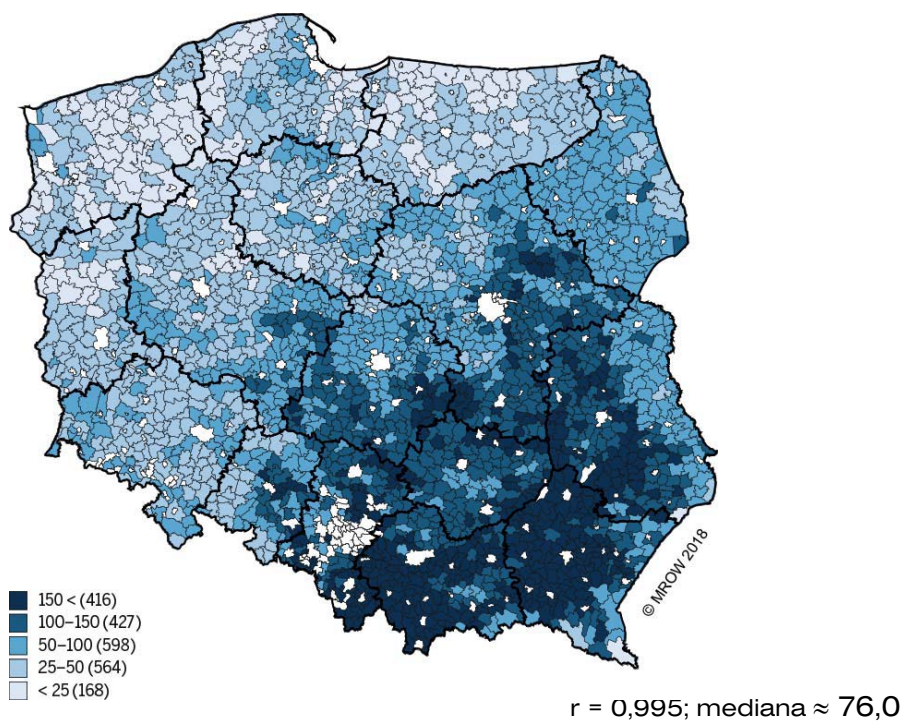 © MROW 2018
150 < (416)
100–150 (427)
50–100 (598)
25–50 (564)
< 25 (168)
r = 0,995; mediana ≈ 76,0